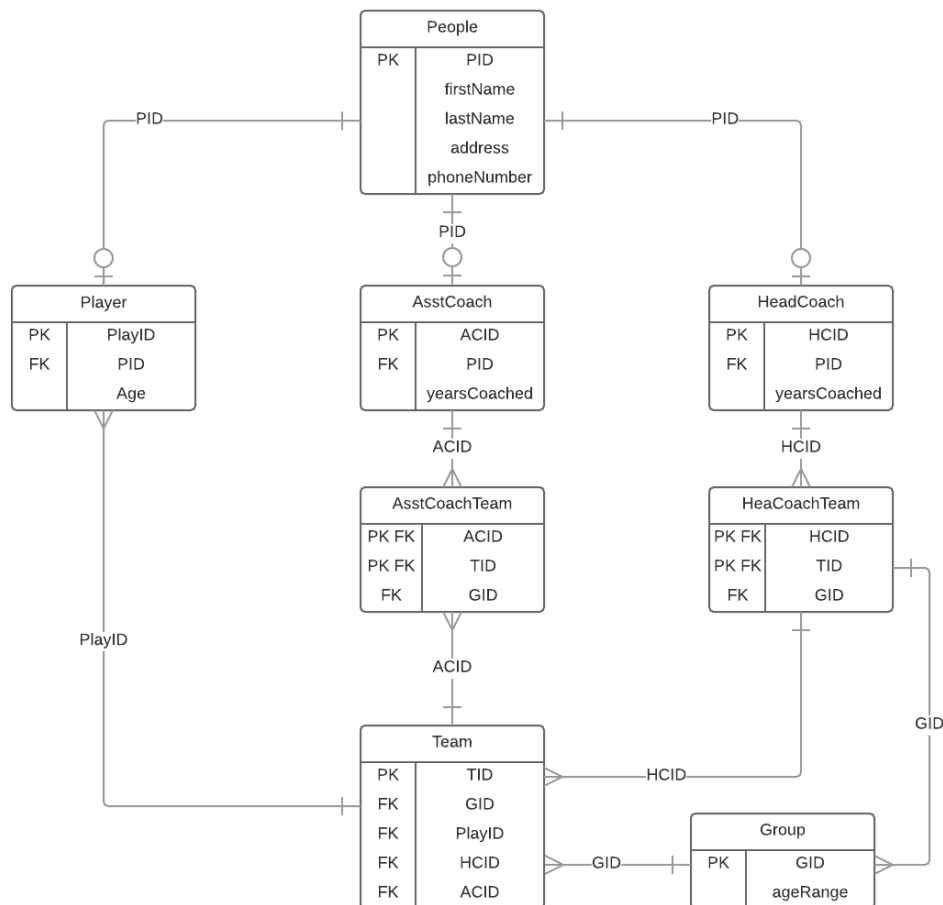 People
PK PID
firstName
lastName
address
phoneNumber
PID
PID
PID
Player
PK PlayID
FK PID
Age
AsstCoach
PK ACID
FK PID
yearsCoached
HeadCoach
PK HCID
FK PID
yearsCoached
ACID
HCID
AsstCoachTeam
PK FK ACID
PK FK TID
FK GID
HeaCoachTeam
PK FK HCID
PK FK TID
FK GID
PlayID
ACID
GID
Team
PK TID
FK GID
FK PlayID
FK HCID
FK ACID
HCID
GID
Group
PK GID
ageRange